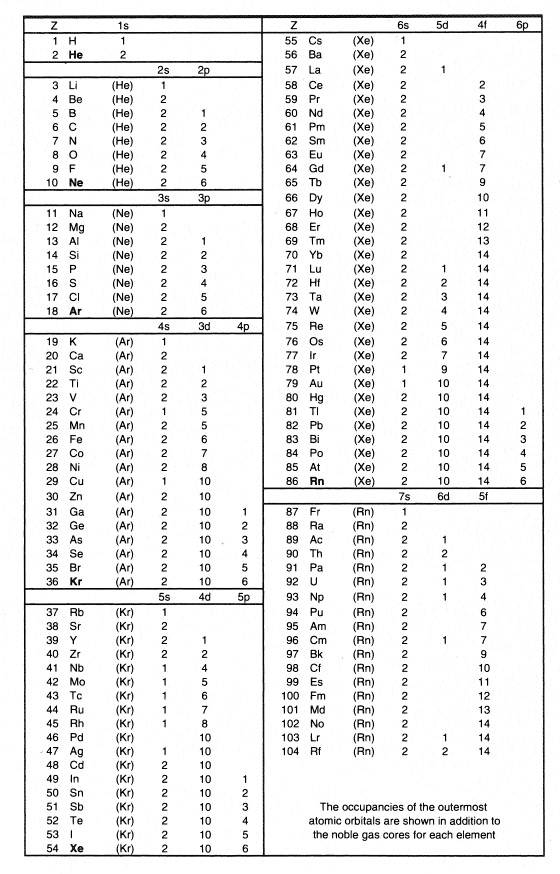 Z 1s
1 H 1
2 He 2
2s 2p
3 Li (He) 1
4 Be (He) 2
5 B (He) 2 1
6 C (He) 2 2
7 N (He) 2 3
8 O (He) 2 4
9 F (He) 2 5
10 Ne (He) 2 6
3s 3p
11 Na (Ne) 1
12 Mg (Ne) 2
13 Al (Ne) 2 1
14 Si (Ne) 2 2
15 P (Ne) 2 3
16 S (Ne) 2 4
17 Cl (Ne) 2 5
18 Ar (Ne) 2 6
4s 3d 4p
19 K (Ar) 1
20 Ca (Ar) 2
21 Sc (Ar) 2 1
22 Ti (Ar) 2 2
23 V (Ar) 2 3
24 Cr (Ar) 1 5
25 Mn (Ar) 2 5
26 Fe (Ar) 2 6
27 Co (Ar) 2 7
28 Ni (Ar) 2 8
29 Cu (Ar) 1 10
30 Zn (Ar) 2 10
31 Ga (Ar) 2 10 1
32 Ge (Ar) 2 10 2
33 As (Ar) 2 10 3
34 Se (Ar) 2 10 4
35 Br (Ar) 2 10 5
36 Kr (Ar) 2 10 6
5s 4d 5p
37 Rb (Kr) 1
38 Sr (Kr) 2
39 Y (Kr) 2 1
40 Zr (Kr) 2 2
41 Nb (Kr) 1 4
42 Mo (Kr) 1 5
43 Tc (Kr) 1 6
44 Ru (Kr) 1 7
45 Rh (Kr) 1 8
46 Pd (Kr) 10
47 Ag (Kr) 1 10
48 Cd (Kr) 2 10
49 In (Kr) 2 10 1
50 Sn (Kr) 2 10 2
51 Sb (Kr) 2 10 3
52 Te (Kr) 2 10 4
53 I (Kr) 2 10 5
54 Xe (Kr) 2 10 6
Z 6s 5d 4f 6p
55 Cs (Xe) 1
56 Ba (Xe) 2
57 La (Xe) 2 1
58 Ce (Xe) 2 2
59 Pr (Xe) 2 3
60 Nd (Xe) 2 4
61 Pm (Xe) 2 5
62 Sm (Xe) 2 6
63 Eu (Xe) 2 7
64 Gd (Xe) 2 1 7
65 Tb (Xe) 2 9
66 Dy (Xe) 2 10
67 Ho (Xe) 2 11
68 Er (Xe) 2 12
69 Tm (Xe) 2 13
70 Yb (Xe) 2 14
71 Lu (Xe) 2 1 14
72 Hf (Xe) 2 2 14
73 Ta (Xe) 2 3 14
74 W (Xe) 2 4 14
75 Re (Xe) 2 5 14
76 Os (Xe) 2 6 14
77 Ir (Xe) 2 7 14
78 Pt (Xe) 1 9 14
79 Au (Xe) 1 10 14
80 Hg (Xe) 2 10 14
81 Tl (Xe) 2 10 14 1
82 Pb (Xe) 2 10 14 2
83 Bi (Xe) 2 10 14 3
84 Po (Xe) 2 10 14 4
85 At (Xe) 2 10 14 5
86 Rn (Xe) 2 10 14 6
7s 6d 5f
87 Fr (Rn) 1
88 Ra (Rn) 2
89 Ac (Rn) 2 1
90 Th (Rn) 2 2
91 Pa (Rn) 2 1 2
92 U (Rn) 2 1 3
93 Np (Rn) 2 1 4
94 Pu (Rn) 2 6
95 Am (Rn) 2 7
96 Cm (Rn) 2 1 7
97 Bk (Rn) 2 9
98 Cf (Rn) 2 10
99 Es (Rn) 2 11
100 Fm (Rn) 2 12
101 Md (Rn) 2 13
102 No (Rn) 2 14
103 Lr (Rn) 2 1 14
104 Rf (Rn) 2 2 14
The occupancies of the outermost
atomic orbitals are shown in addition to
the noble gas cores for each element